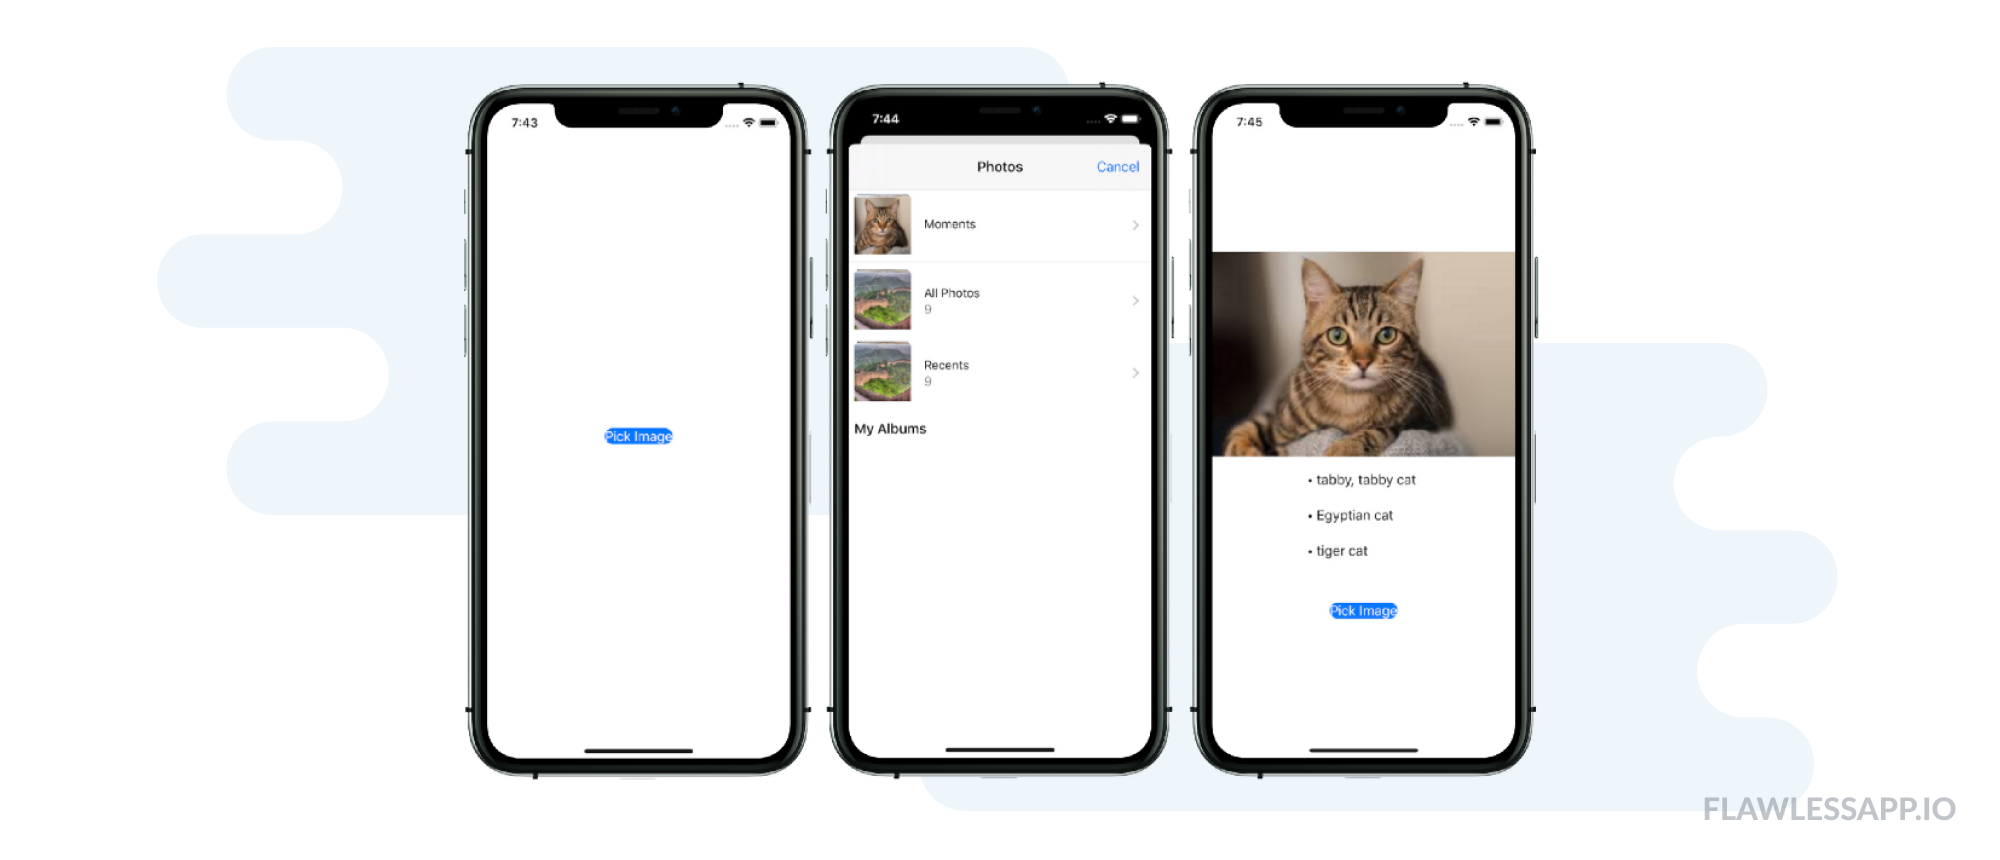 7:43
Pick Image
7:44
Photos
Cancel
Moments
All Photos
9
Recents
9
My Albums
7:45
• tabby, tabby cat
• Egyptian cat
• tiger cat
Pick Image
FLAWLESSAPP.IO